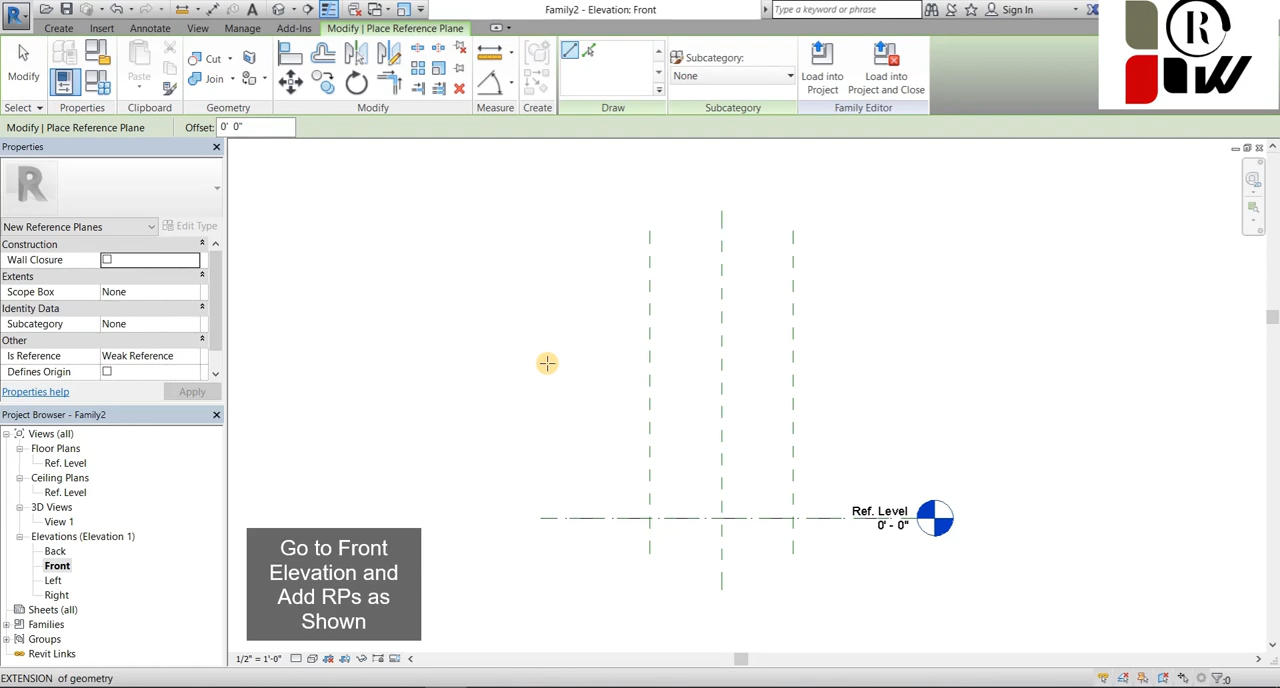 Family2 - Elevation: Front
Type a keyword or phrase
Sign In
Create
Insert
Annotate
View
Manage
Add-Ins
Modify | Place Reference Plane
Modify
Paste
Cut
Join
Subcategory:
None
Load into
Project
Load into
Project and Close
Select
Properties
Clipboard
Geometry
Modify
Measure
Create
Draw
Subcategory
Family Editor
R
W
Modify | Place Reference Plane
Offset:
0' 0"
Properties
R
New Reference Planes
Edit Type
Construction
Wall Closure
Extents
Scope Box
None
Identity Data
Subcategory
None
Other
Is Reference
Weak Reference
Defines Origin
Properties help
Apply
Project Browser - Family2
Views (all)
Floor Plans
Ref. Level
Ceiling Plans
Ref. Level
3D Views
View 1
Elevations (Elevation 1)
Back
Front
Left
Right
Sheets (all)
Families
Groups
Revit Links
Ref. Level
0' - 0"
Go to Front
Elevation and
Add RPs as
Shown
1/2" = 1'-0"
EXTENSION of geometry
:0